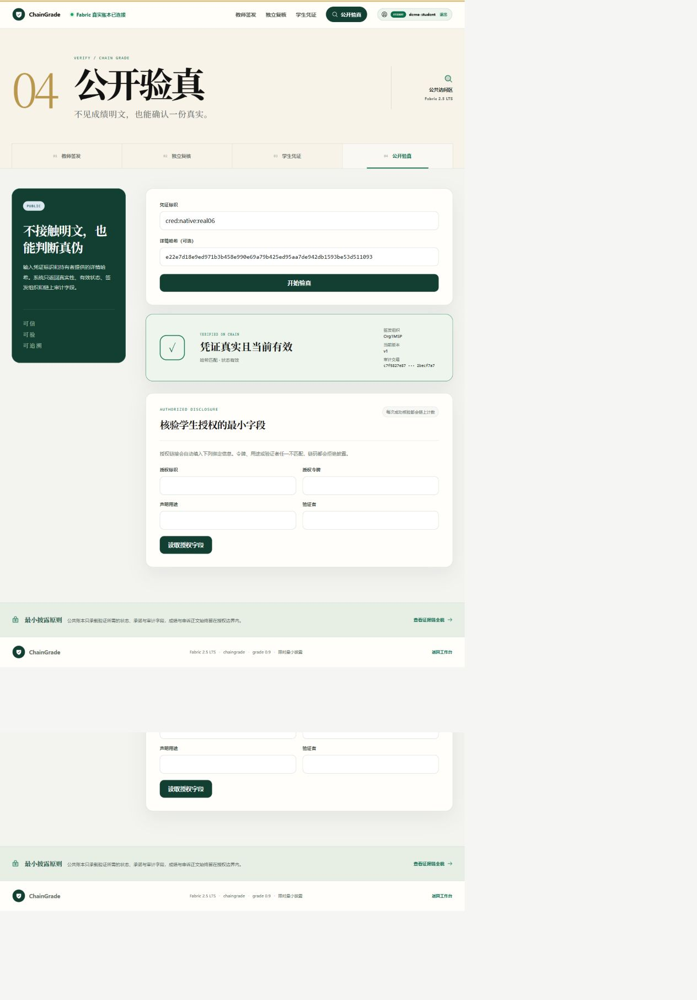 ChainGrade
Fabric 真实账本已连接
教师签发
独立复核
学生凭证
公开验真
STUDENT
demo-student
退出
04
VERIFY / CHAIN GRADE
公开验真
不见成绩明文，也能确认一份真实。
公共访问区
Fabric 2.5 LTS
01 教师签发
02 独立复核
03 学生凭证
04 公开验真
PUBLIC
不接触明文，也
能判断真伪
输入凭证标识和持有者提供的详情哈
希。系统只返回真实性、有效状态、签
发组织和链上审计字段。
可信
可验
可追溯
凭证标识
cred:native:real06
详情哈希（可选）
e22e7d18e9ed971b3b458e990e69a79b425ed95aa7de942db1593be53d511093
开始验真
VERIFIED ON CHAIN
凭证真实且当前有效
哈希匹配 · 状态有效
签发组织
Org1MSP
当前版本
v1
审计交易
c7f5827e87 ··· 2becf7a7
AUTHORIZED DISCLOSURE
核验学生授权的最小字段
每次成功核验都会链上计数
授权链接会自动填入下列绑定信息。令牌、用途或验证者任一不匹配，链码都会拒绝披露。
授权标识
授权令牌
声明用途
验证者
读取授权字段
最小披露原则
公共账本只承载验证所需的状态、承诺与审计字段，成绩与申诉正文始终留在授权边界内。
查看证据链全貌 →
ChainGrade
Fabric 2.5 LTS · chaingrade · grade 0.9 · 限时最小披露
返回工作台
声明用途
验证者
读取授权字段
最小披露原则
公共账本只承载验证所需的状态、承诺与审计字段，成绩与申诉正文始终留在授权边界内。
查看证据链全貌 →
ChainGrade
Fabric 2.5 LTS · chaingrade · grade 0.9 · 限时最小披露
返回工作台